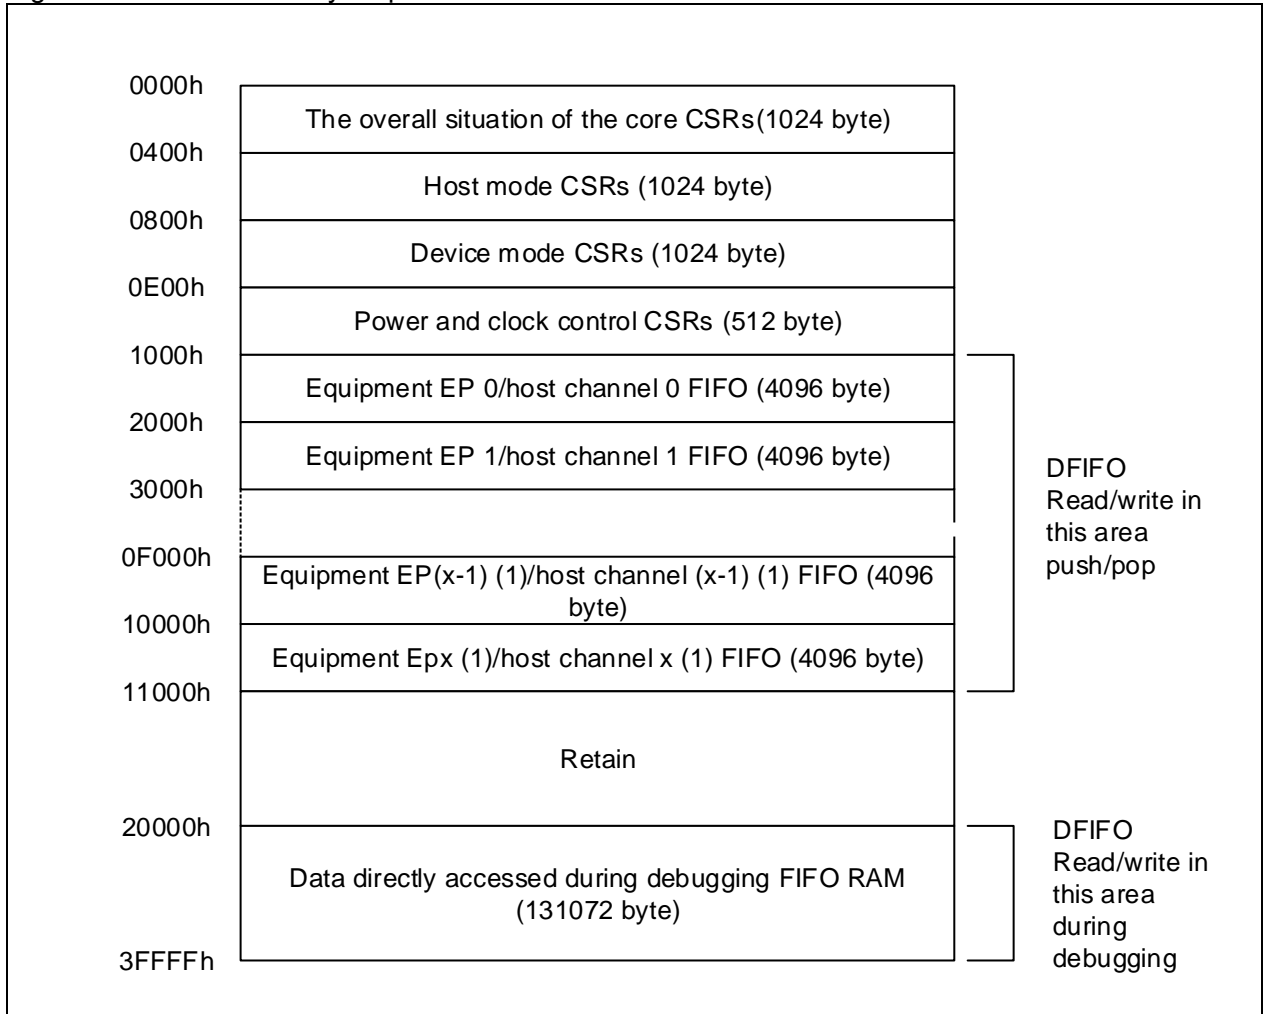 0000h
The overall situation of the core CSRs(1024 byte)
0400h
Host mode CSRs (1024 byte)
0800h
Device mode CSRs (1024 byte)
0E00h
Power and clock control CSRs (512 byte)
1000h
Equipment EP 0/host channel 0 FIFO (4096 byte)
2000h
Equipment EP 1/host channel 1 FIFO (4096 byte)
3000h
DFIFO
Read/write in
this area
push/pop
0F000h
Equipment EP(x-1) (1)/host channel (x-1) (1) FIFO (4096
byte)
10000h
Equipment Epx (1)/host channel x (1) FIFO (4096 byte)
11000h
Retain
20000h
Data directly accessed during debugging FIFO RAM
(131072 byte)
3FFFFh
DFIFO
Read/write in
this area
during
debugging